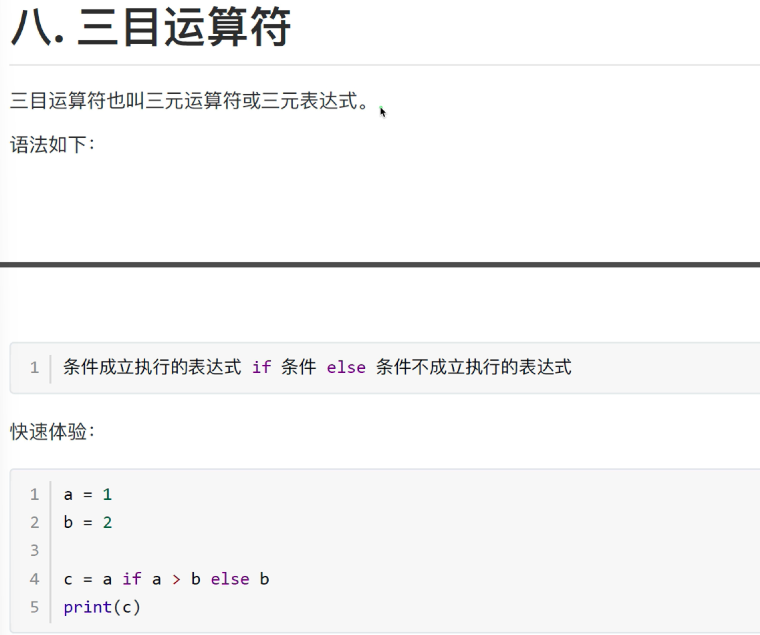 八. 三目运算符
三目运算符也叫三元运算符或三元表达式。
语法如下：
1 条件成立执行的表达式 if 条件 else 条件不成立执行的表达式
快速体验：
1 a = 1
2 b = 2
3
4 c = a if a > b else b
5 print(c)